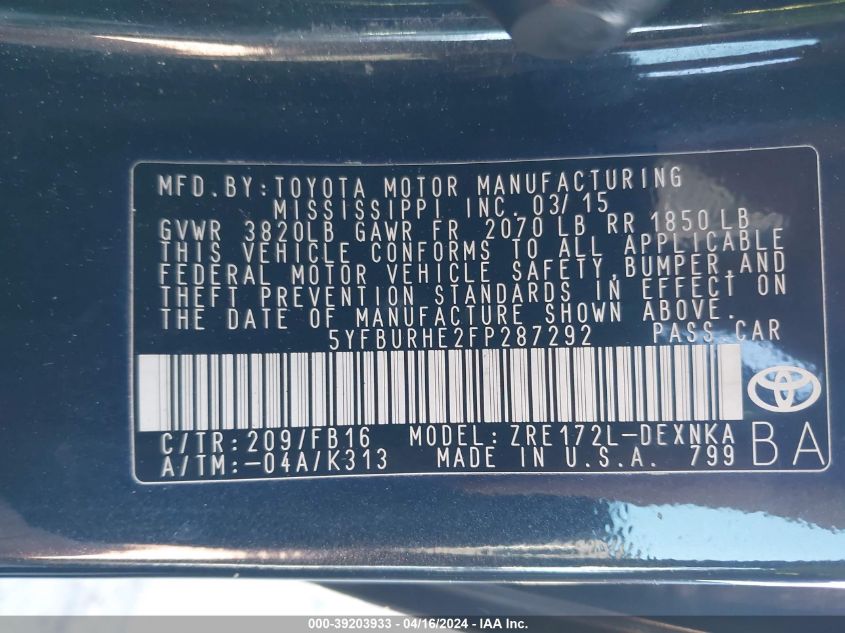 MFD.BY:TOYOTA MOTOR MANUFACTURING
MISSISSIPPI INC. 03/15
GVWR 3820LB GAWR FR 2070 LB RR 1850LB
THIS VEHICLE CONFORMS TO ALL APPLICABLE
FEDERAL MOTOR VEHICLE SAFETY,BUMPER,AND
THEFT PREVENTION STANDARDS IN EFFECT ON
THE DATE OF MANUFACTURE SHOWN ABOVE.
5YFBURHE2FP287292 PASS CAR
C/TR:209/FB16 MODEL:ZRE172L-DEXNKA
A/TM:-04A/K313 MADE IN U.S.A. 799 BA
000-39203933 - 04/16/2024 - IAA Inc.